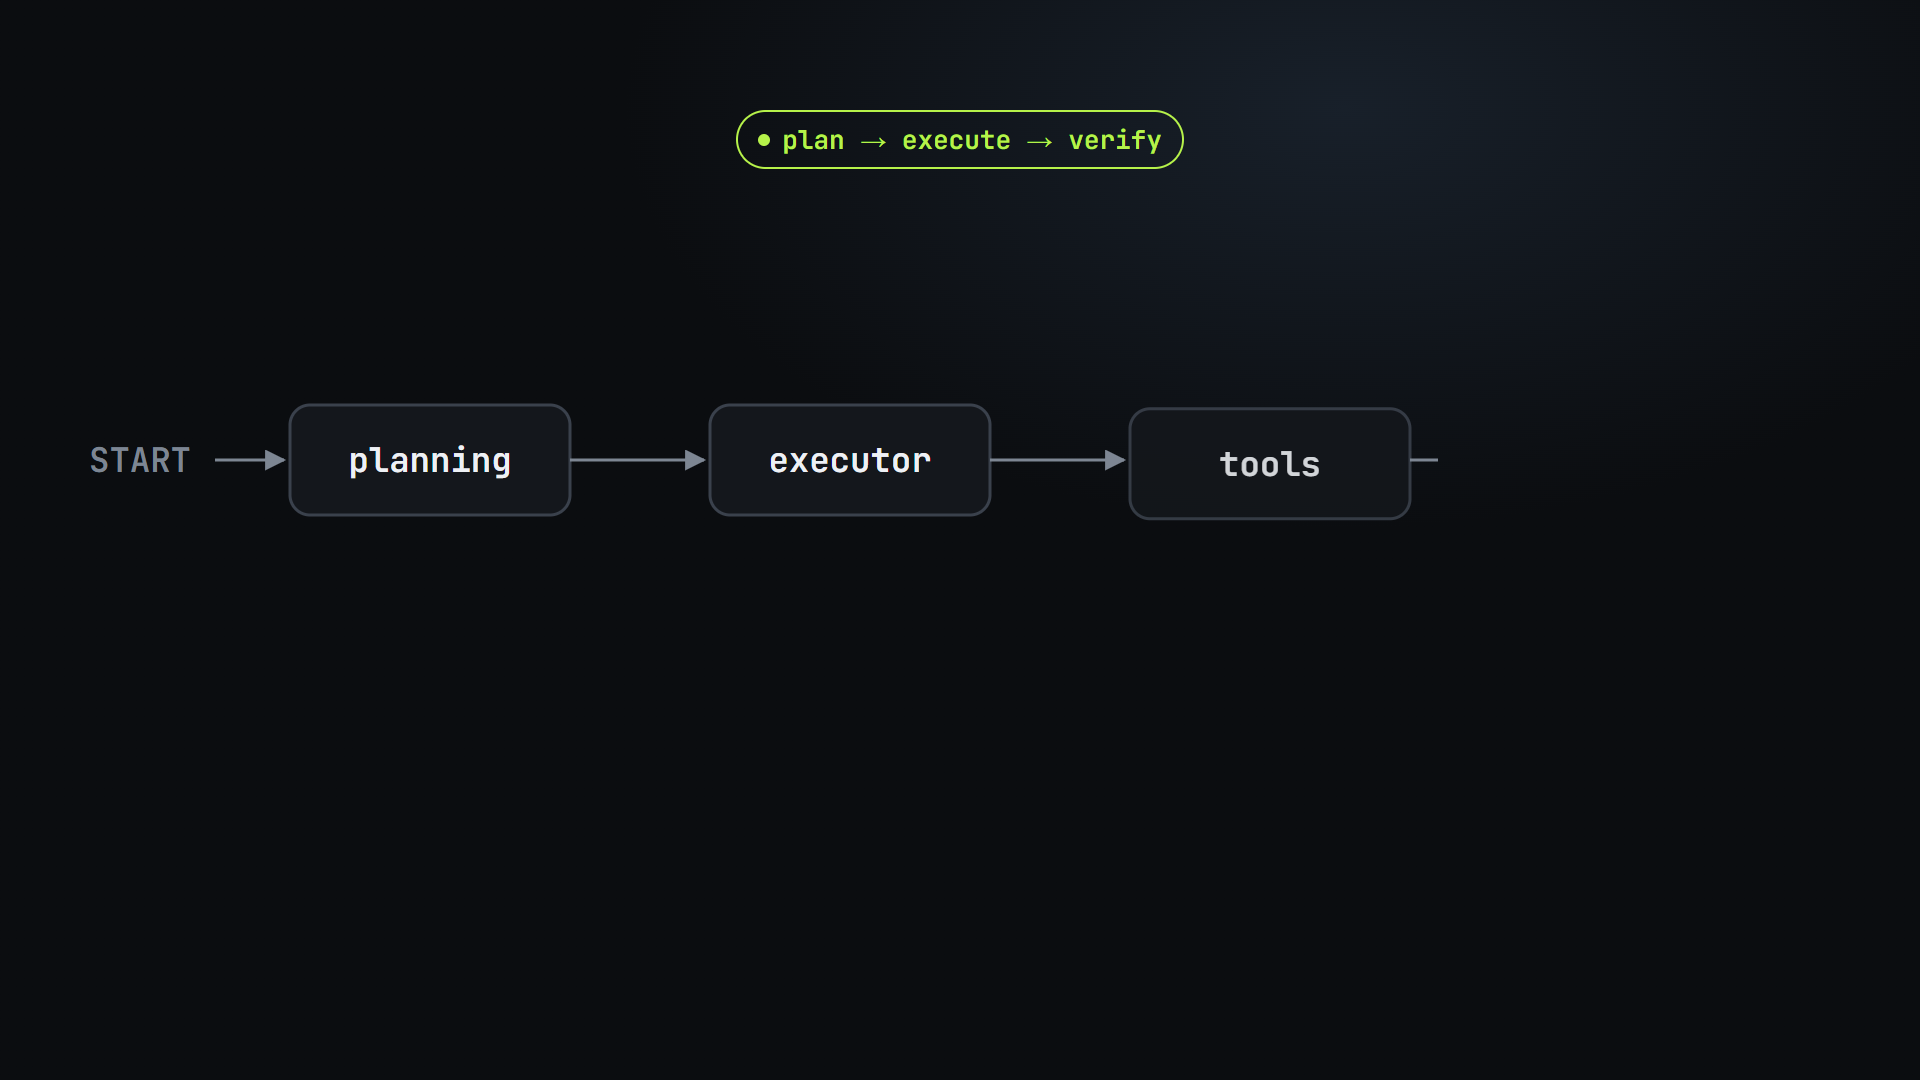 plan → execute → verify
START
planning
executor
tools